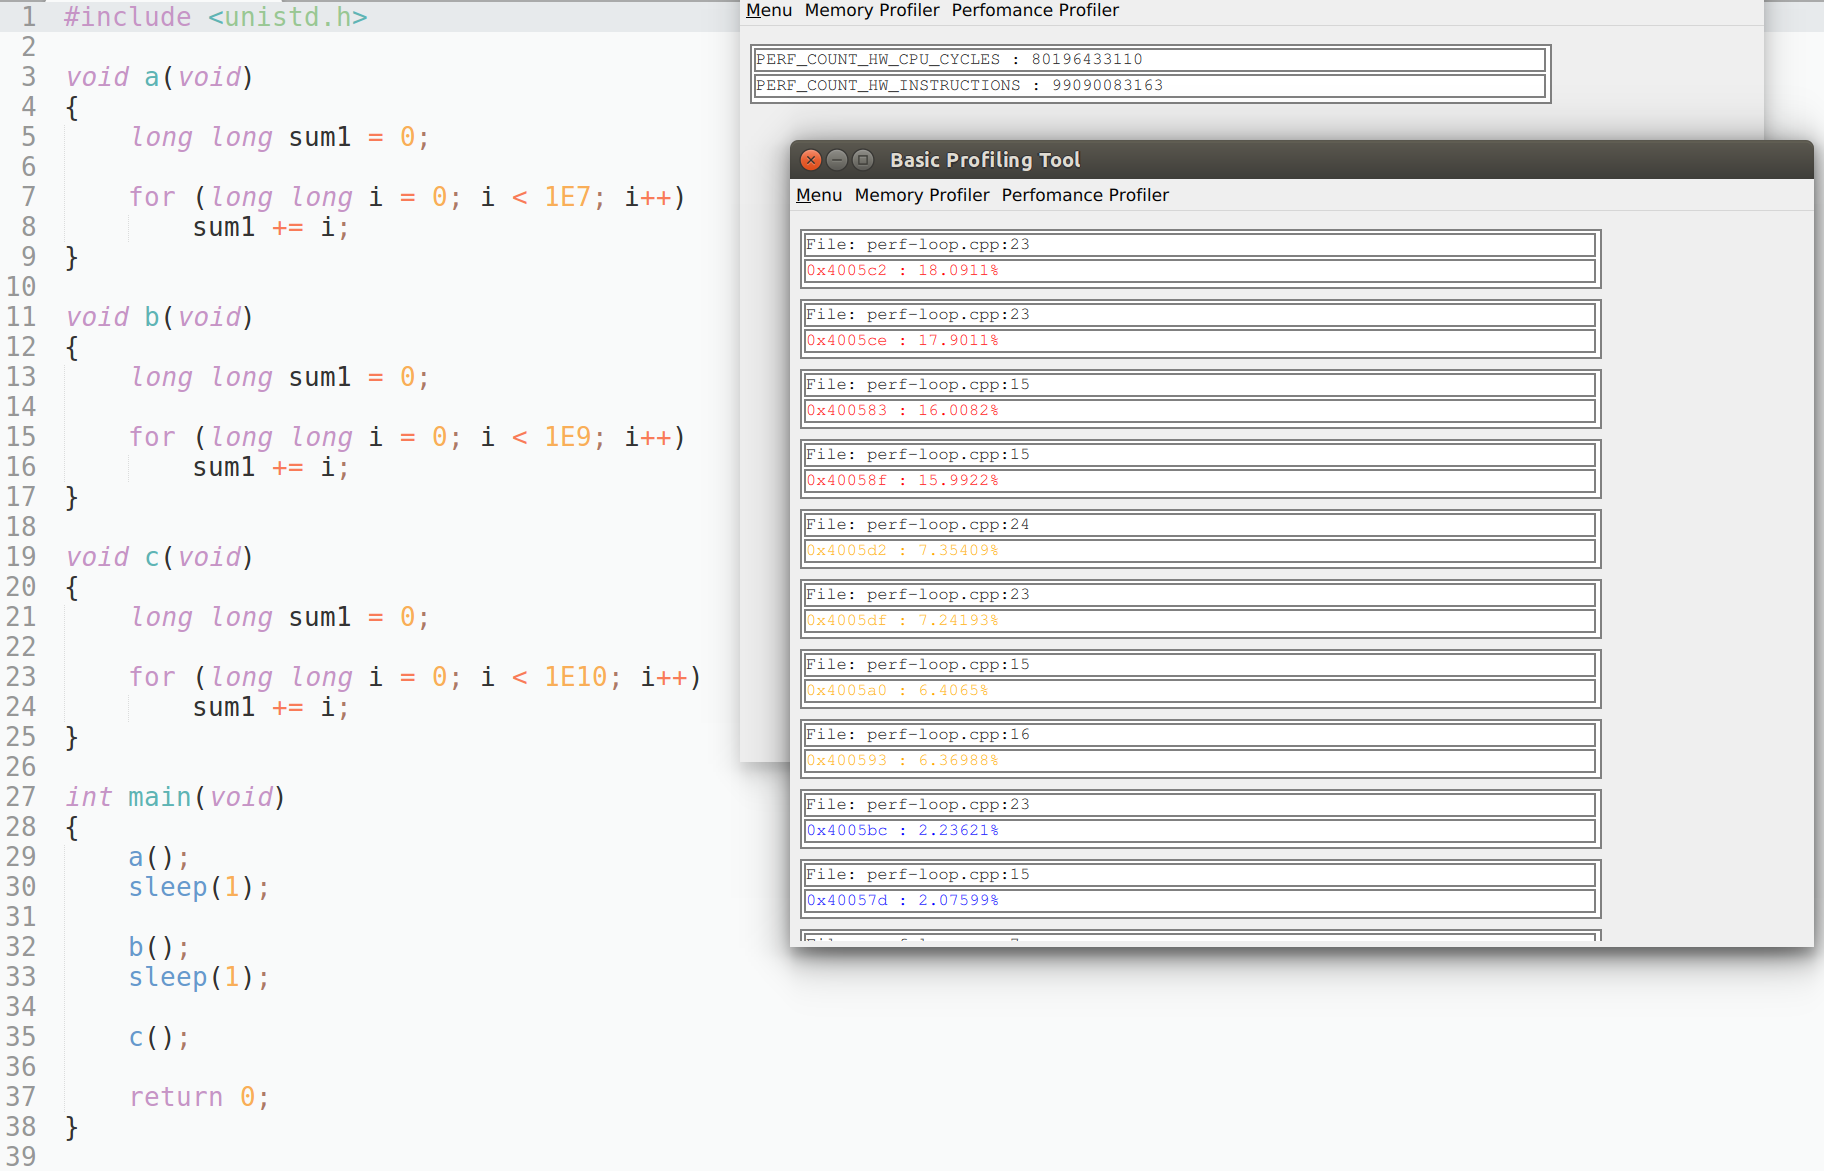 1 #include <unistd.h>
2
3 void a(void)
4 {
5 long long sum1 = 0;
6
7 for (long long i = 0; i < 1E7; i++)
8 sum1 += i;
9 }
10
11 void b(void)
12 {
13 long long sum1 = 0;
14
15 for (long long i = 0; i < 1E9; i++)
16 sum1 += i;
17 }
18
19 void c(void)
20 {
21 long long sum1 = 0;
22
23 for (long long i = 0; i < 1E10; i++)
24 sum1 += i;
25 }
26
27 int main(void)
28 {
29 a();
30 sleep(1);
31
32 b();
33 sleep(1);
34
35 c();
36
37 return 0;
38 }
39
Menu Memory Profiler Perfomance Profiler
PERF_COUNT_HW_CPU_CYCLES : 80196433110
PERF_COUNT_HW_INSTRUCTIONS : 99090083163
Basic Profiling Tool
Menu Memory Profiler Perfomance Profiler
File: perf-loop.cpp:23
0x4005c2 : 18.0911%
File: perf-loop.cpp:23
0x4005ce : 17.9011%
File: perf-loop.cpp:15
0x400583 : 16.0082%
File: perf-loop.cpp:15
0x40058f : 15.9922%
File: perf-loop.cpp:24
0x4005d2 : 7.35409%
File: perf-loop.cpp:23
0x4005df : 7.24193%
File: perf-loop.cpp:15
0x4005a0 : 6.4065%
File: perf-loop.cpp:16
0x400593 : 6.36988%
File: perf-loop.cpp:23
0x4005bc : 2.23621%
File: perf-loop.cpp:15
0x40057d : 2.07599%